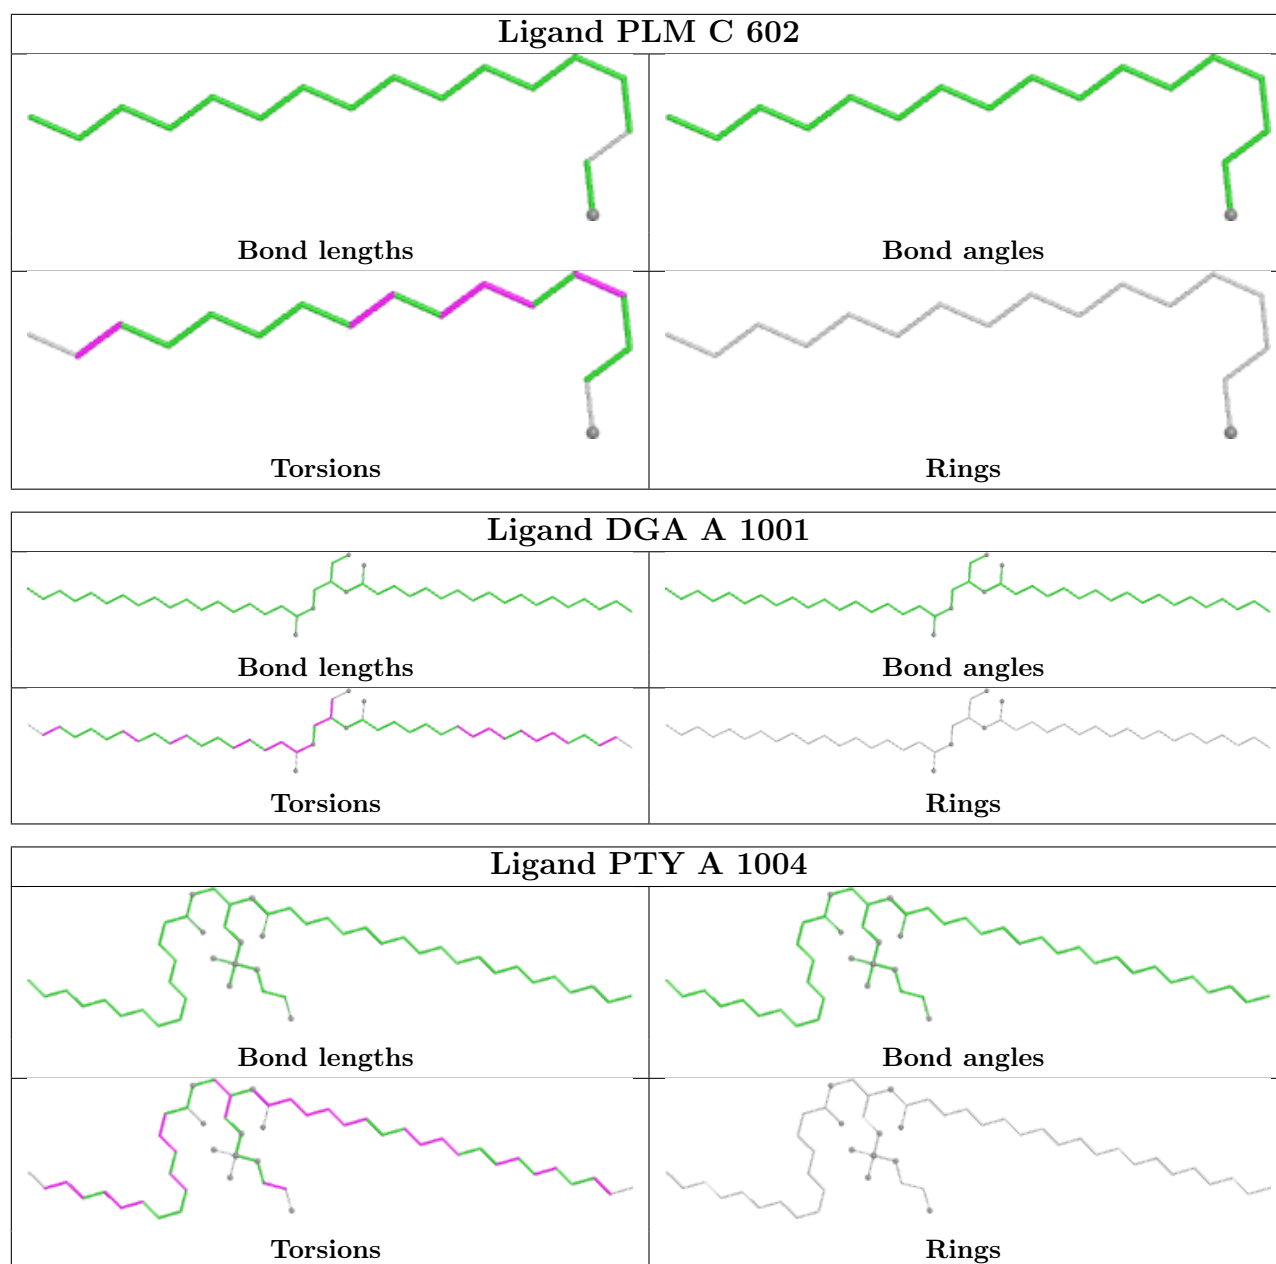 Ligand PLM C 602
Bond lengths
Bond angles
Torsions
Rings
Ligand DGA A 1001
Bond lengths
Bond angles
Torsions
Rings
Ligand PTY A 1004
Bond lengths
Bond angles
Torsions
Rings